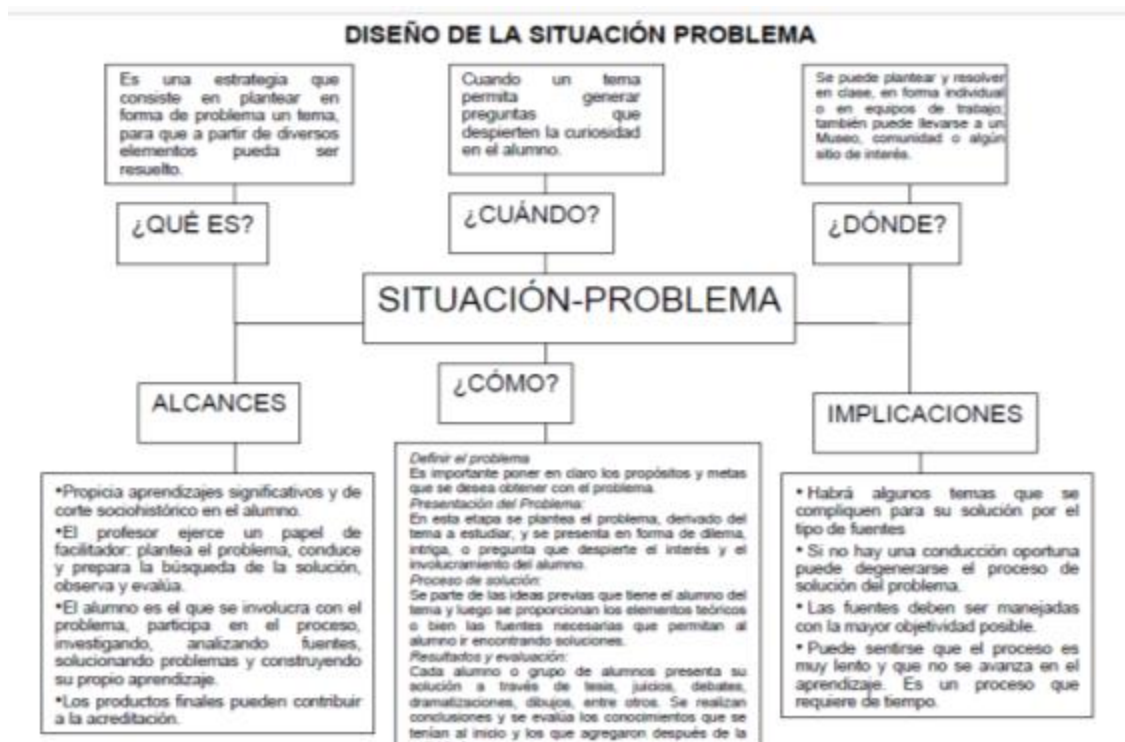 DISEÑO DE LA SITUACIÓN PROBLEMA
Es una estrategia que
consiste en plantear en
forma de problema un tema,
para que a partir de diversos
elementos pueda ser
resuelto.
Cuando un tema
permita generar
preguntas que
despierten la curiosidad
en el alumno.
Se puede plantear y resolver
en clase, en forma individual
o en equipos de trabajo;
también puede llevarse a un
Museo, comunidad o algún
sitio de interés.
¿QUÉ ES?
¿CUÁNDO?
¿DÓNDE?
SITUACIÓN-PROBLEMA
ALCANCES
¿CÓMO?
IMPLICACIONES
•Propicia aprendizajes significativos y de
corte sociohistórico en el alumno.
•El profesor ejerce un papel de
facilitador: plantea el problema, conduce
y prepara la búsqueda de la solución,
observa y evalúa.
•El alumno es el que se involucra con el
problema, participa en el proceso,
investigando, analizando fuentes,
solucionando problemas y construyendo
su propio aprendizaje.
•Los productos finales pueden contribuir
a la acreditación.
Definir el problema
Es importante poner en claro los propósitos y metas
que se desea obtener con el problema.
Presentación del Problema:
En esta etapa se plantea el problema, derivado del
tema a estudiar, y se presenta en forma de dilema,
intriga, o pregunta que despierte el interés y el
involucramiento del alumno.
Proceso de solución:
Se parte de las ideas previas que tiene el alumno del
tema y luego se proporcionan los elementos teóricos
o bien las fuentes necesarias que permitan al
alumno ir encontrando soluciones.
Resultados y evaluación:
Cada alumno o grupo de alumnos presenta su
solución a través de tesis, juicios, debates,
dramatizaciones, dibujos, entre otros. Se realizan
conclusiones y se evalúa los conocimientos que se
tenían al inicio y los que agregaron después de la
• Habrá algunos temas que se
compliquen para su solución por el
tipo de fuentes
• Si no hay una conducción oportuna
puede degenerarse el proceso de
solución del problema.
• Las fuentes deben ser manejadas
con la mayor objetividad posible.
• Puede sentirse que el proceso es
muy lento y que no se avanza en el
aprendizaje. Es un proceso que
requiere de tiempo.